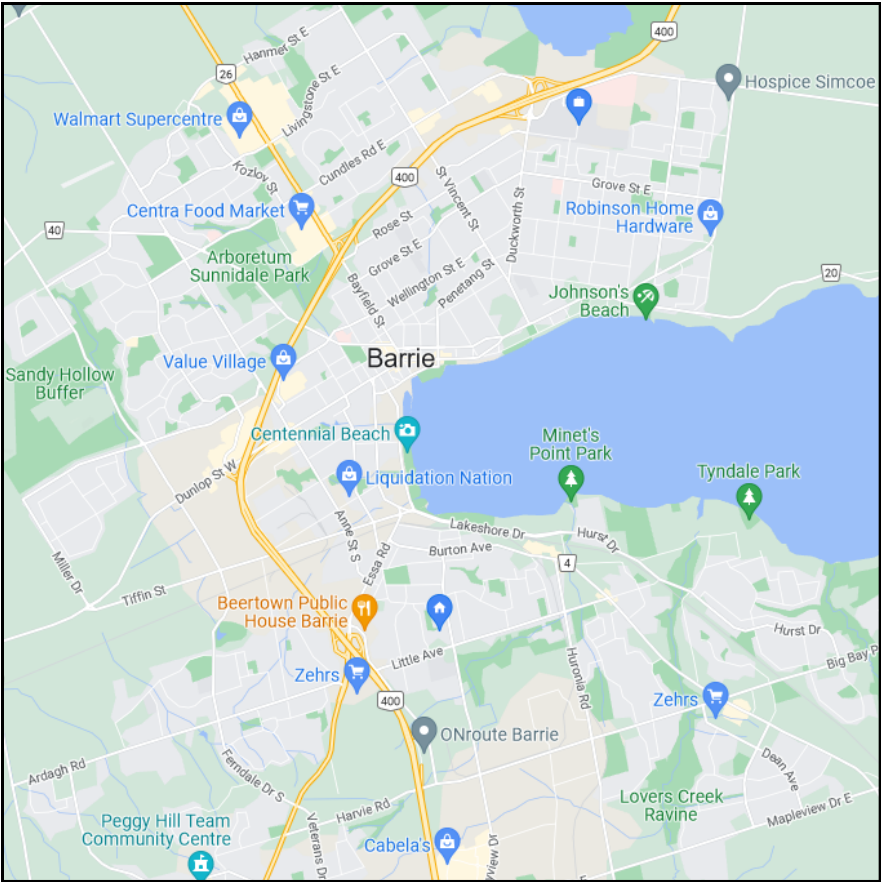 400
Hanmer St E
26
Hospice Simcoe
Livingstone St E
Walmart Supercentre
Cundles Rd E
Kozlov St
400
St Vincent St
Grove St E
Duckworth St
Centra Food Market
Robinson Home
Hardware
40
Rose St
Grove St E
Arboretum
Sunnidale Park
Wellington St E
Penetang St
20
Bayfield St
Johnson's
Beach
Barrie
Value Village
Sandy Hollow
Buffer
Centennial Beach
Minet's
Point Park
Tyndale Park
Dunlop St W
Liquidation Nation
Anne St S
Lakeshore Dr
Hurst Dr
Burton Ave
Essa Rd
4
Miller Dr
Tiffin St
Beertown Public
House Barrie
Hurst Dr
Little Ave
Big Bay P
Zehrs
Huronia Rd
Zehrs
400
ONroute Barrie
Ardagh Rd
Ferndale Dr S
Dean Ave
Lovers Creek
Ravine
Harvie Rd
Mapleview Dr E
Peggy Hill Team
Community Centre
Veterans Dr
Cabela's
yview Dr